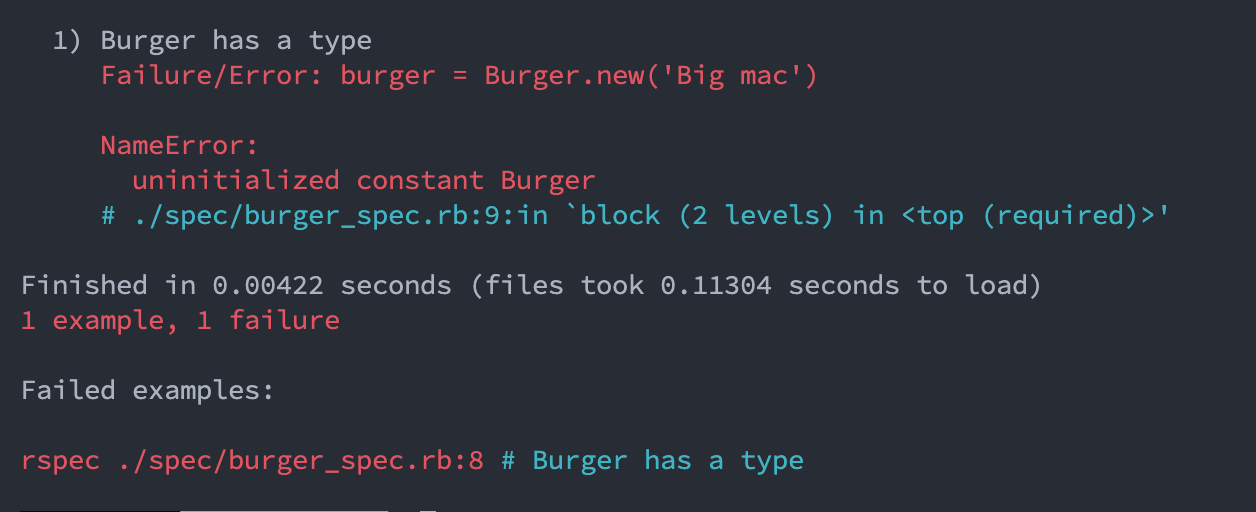 1) Burger has a type
Failure/Error: burger = Burger.new('Big mac')
NameError:
uninitialized constant Burger
# ./spec/burger_spec.rb:9:in `block (2 levels) in <top (required)>'
Finished in 0.00422 seconds (files took 0.11304 seconds to load)
1 example, 1 failure
Failed examples:
rspec ./spec/burger_spec.rb:8 # Burger has a type